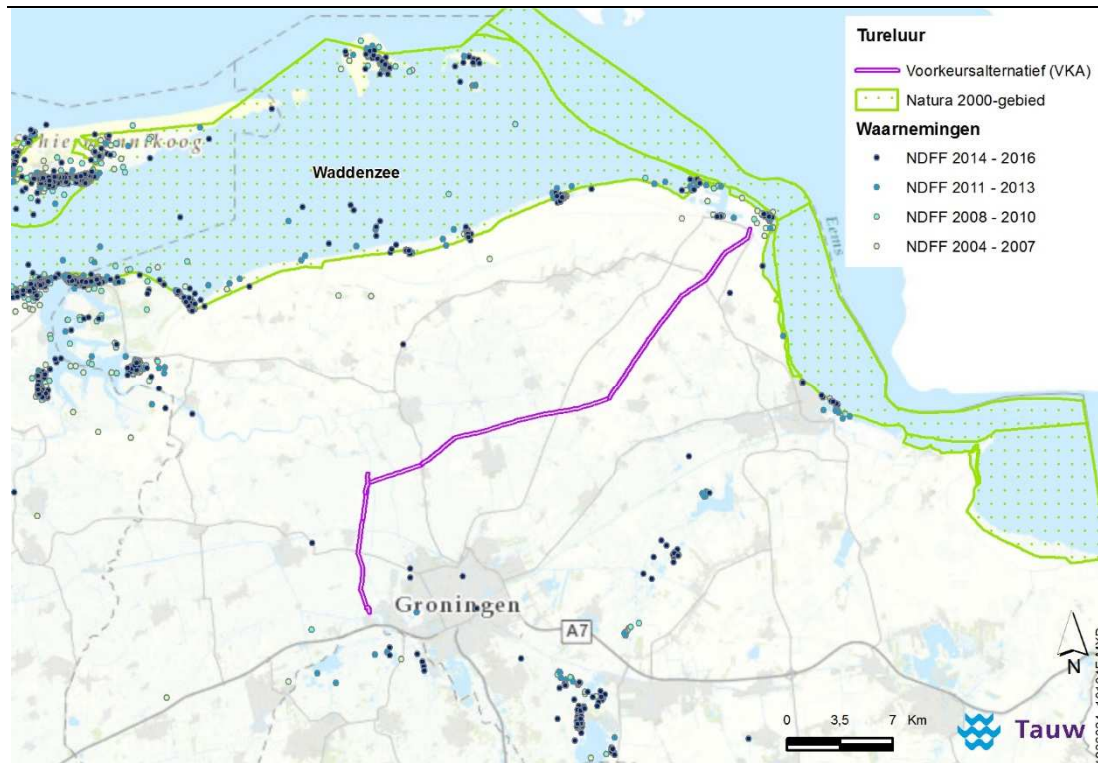 Tureluur
Voorkeursalternatief (VKA)
Natura 2000-gebied
Waarnemingen
NDFF 2014 - 2016
NDFF 2011 - 2013
NDFF 2008 - 2010
NDFF 2004 - 2007
Waddenzee
Eems
Groningen
A7
N
0 3,5 7 Km
Tauw